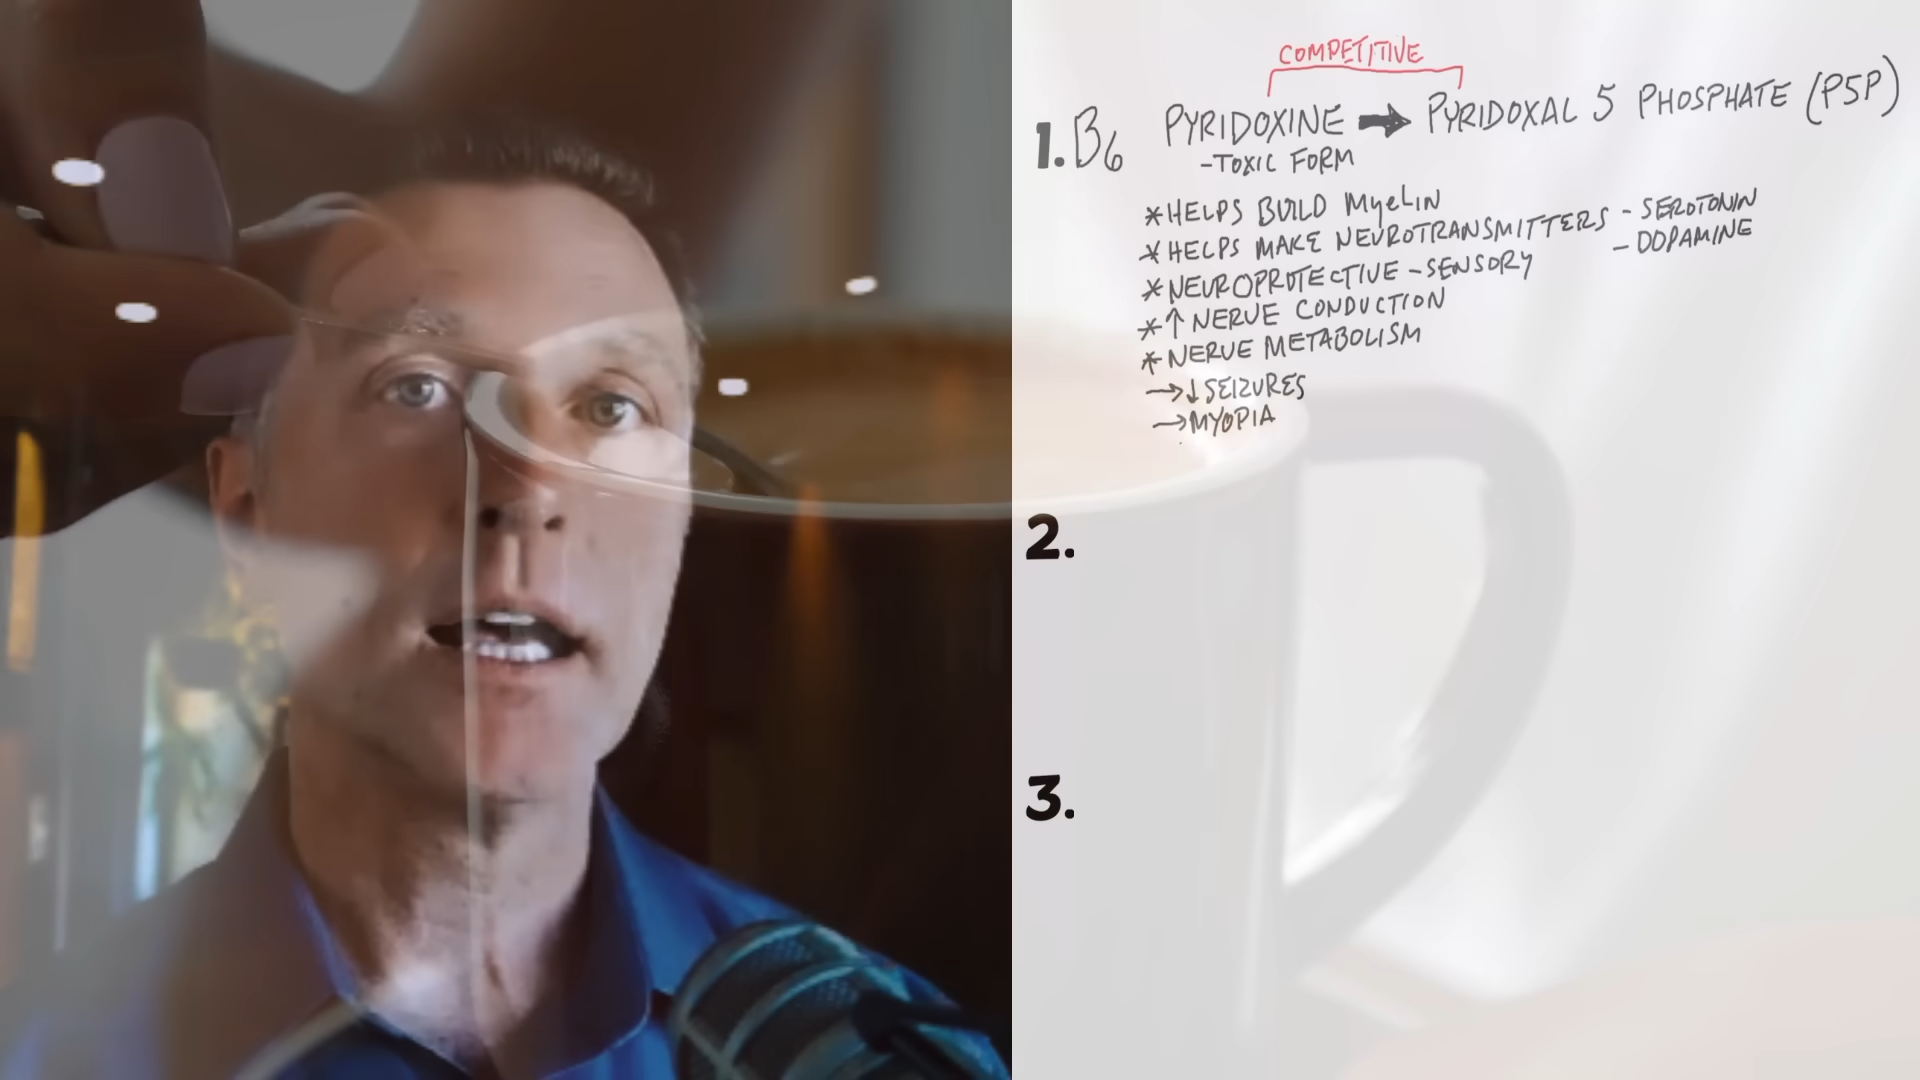 COMPETITIVE
1. B6 PYRIDOXINE → PYRIDOXAL 5 PHOSPHATE (P5P)
-TOXIC FORM
*HELPS BUILD MyeLIN
*HELPS MAKE NEUROTRANSMITTERS - SEROTONIN
- DOPAMINE
*NEUROPROTECTIVE - SENSORY
*↑ NERVE CONDUCTION
*NERVE METABOLISM
→↓ SEIZURES
→MYOPIA
2.
3.